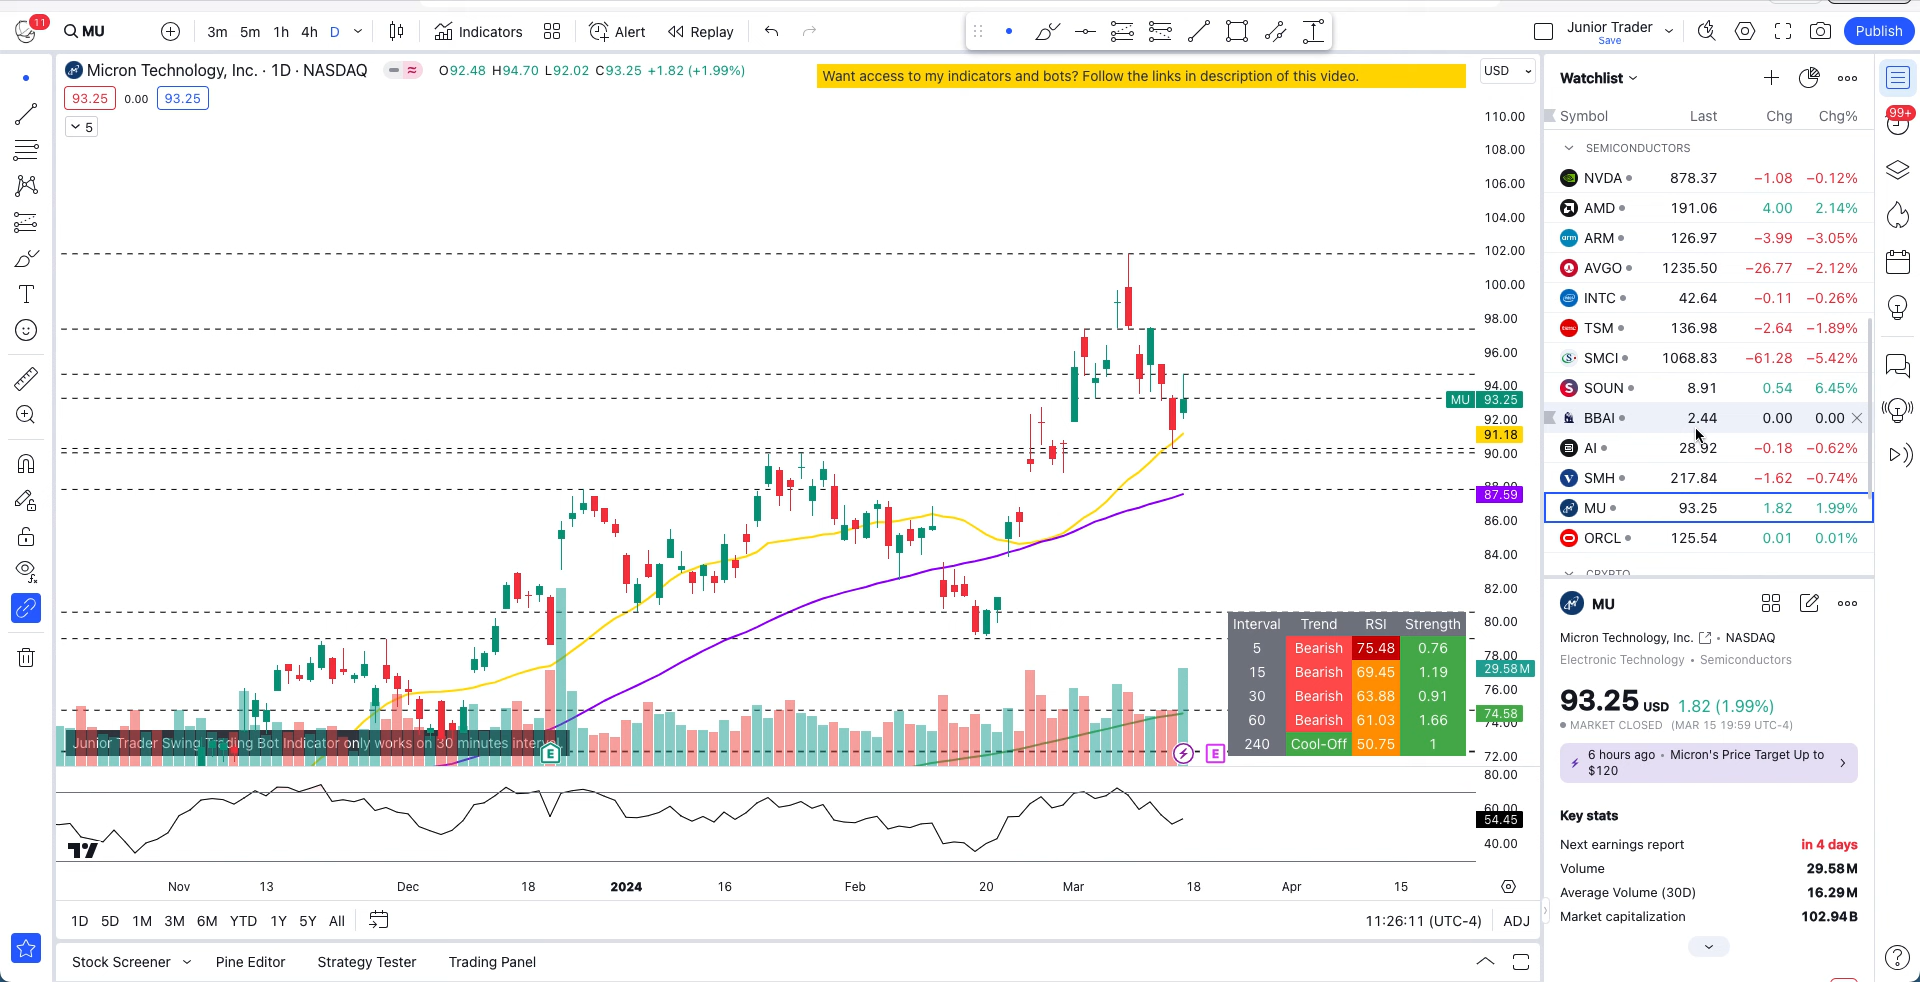 11
MU
3m 5m 1h 4h D
Indicators
Alert
Replay
Junior Trader
Save
Publish
Micron Technology, Inc. · 1D · NASDAQ
O92.48 H94.70 L92.02 C93.25 +1.82 (+1.99%)
Want access to my indicators and bots? Follow the links in description of this video.
USD
93.25 0.00 93.25
5
110.00
108.00
106.00
104.00
102.00
100.00
98.00
96.00
94.00
MU 93.25
92.00
91.18
90.00
87.59
86.00
84.00
82.00
80.00
78.00
29.58M
76.00
74.58
72.00
80.00
60.00
54.45
40.00
Interval Trend RSI Strength
5 Bearish 75.48 0.76
15 Bearish 69.45 1.19
30 Bearish 63.88 0.91
60 Bearish 61.03 1.66
240 Cool-Off 50.75 1
Junior Trader Swing Trading Bot Indicator only works on 30 minutes
E
E
Nov 13 Dec 18 2024 16 Feb 20 Mar 18 Apr 15
1D 5D 1M 3M 6M YTD 1Y 5Y All
11:26:11 (UTC-4) ADJ
Stock Screener Pine Editor Strategy Tester Trading Panel
Watchlist
99+
Symbol Last Chg Chg%
SEMICONDUCTORS
NVDA 878.37 −1.08 −0.12%
AMD 191.06 4.00 2.14%
arm ARM 126.97 −3.99 −3.05%
AVGO 1235.50 −26.77 −2.12%
INTC 42.64 −0.11 −0.26%
TSM 136.98 −2.64 −1.89%
SMCI 1068.83 −61.28 −5.42%
SOUN 8.91 0.54 6.45%
BBAI 2.44 0.00 0.00
AI 28.92 −0.18 −0.62%
SMH 217.84 −1.62 −0.74%
MU 93.25 1.82 1.99%
ORCL 125.54 0.01 0.01%
CRYPTO
MU
Micron Technology, Inc. • NASDAQ
Electronic Technology • Semiconductors
93.25 USD 1.82 (1.99%)
MARKET CLOSED (MAR 15 19:59 UTC-4)
6 hours ago • Micron's Price Target Up to
$120
Key stats
Next earnings report in 4 days
Volume 29.58M
Average Volume (30D) 16.29M
Market capitalization 102.94B